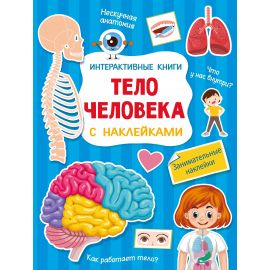 Нескучная
анатомия
Что
у нас внутри?
ИНТЕРАКТИВНЫЕ КНИГИ
ТЕЛО
ЧЕЛОВЕКА
С НАКЛЕЙКАМИ
Занимательные
наклейки
Как работает тело?